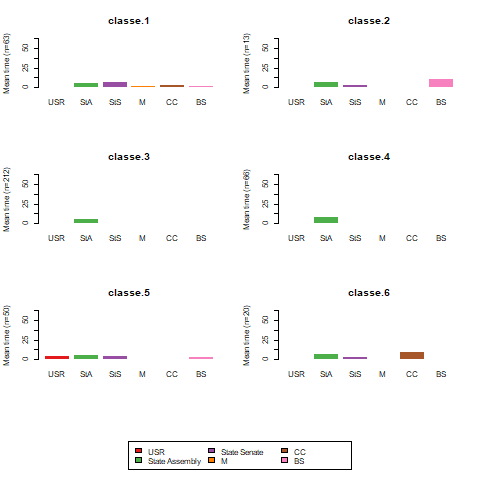 classe.1
Mean time (n=63)
0 25 50
USR StA StS M CC BS
classe.2
Mean time (n=13)
0 25 50
USR StA StS M CC BS
classe.3
Mean time (n=212)
0 25 50
USR StA StS M CC BS
classe.4
Mean time (n=66)
0 25 50
USR StA StS M CC BS
classe.5
Mean time (n=50)
0 25 50
USR StA StS M CC BS
classe.6
Mean time (n=20)
0 25 50
USR StA StS M CC BS
USR State Senate CC
State Assembly M BS